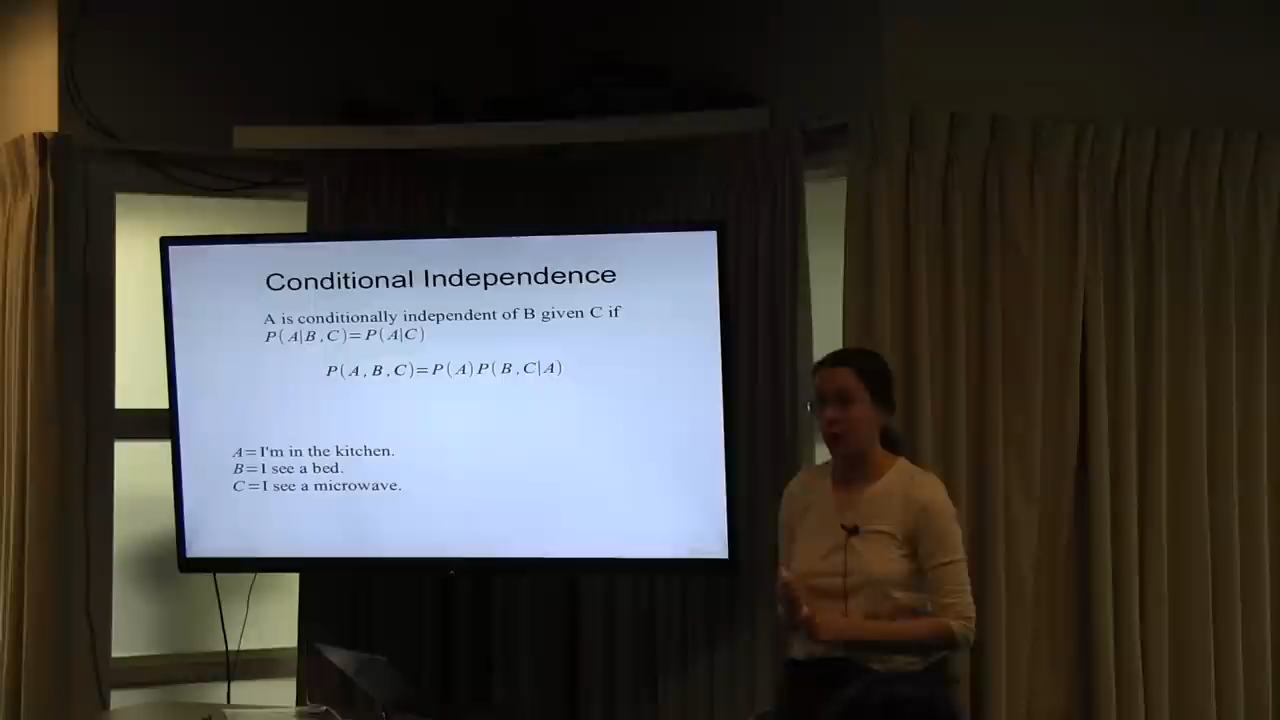 Conditional Independence
A is conditionally independent of B given C if
P(A|B,C)=P(A|C)
P(A,B,C)=P(A)P(B,C|A)
A=I'm in the kitchen.
B=I see a bed.
C=I see a microwave.